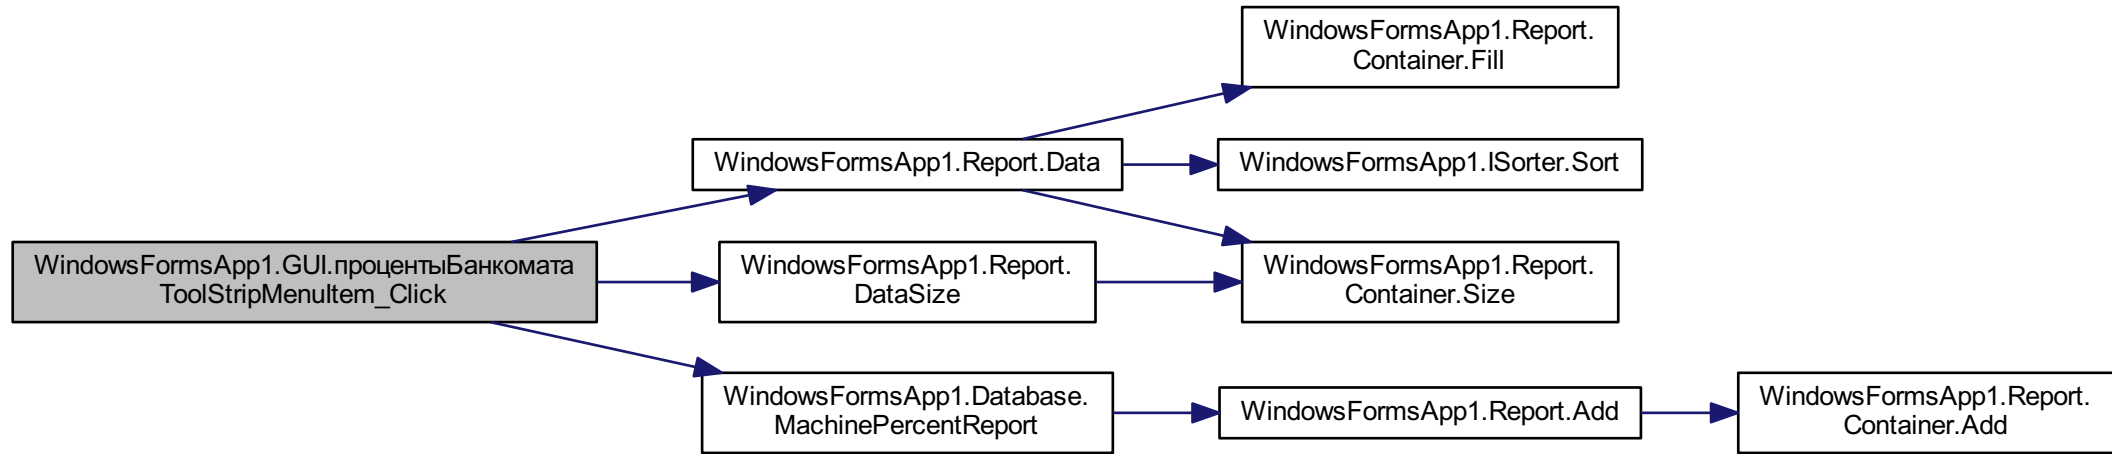 WindowsFormsApp1.Report.
Container.Fill
WindowsFormsApp1.Report.Data
WindowsFormsApp1.ISorter.Sort
WindowsFormsApp1.GUI.процентыБанкомата
ToolStripMenuItem_Click
WindowsFormsApp1.Report.
DataSize
WindowsFormsApp1.Report.
Container.Size
WindowsFormsApp1.Database.
MachinePercentReport
WindowsFormsApp1.Report.Add
WindowsFormsApp1.Report.
Container.Add